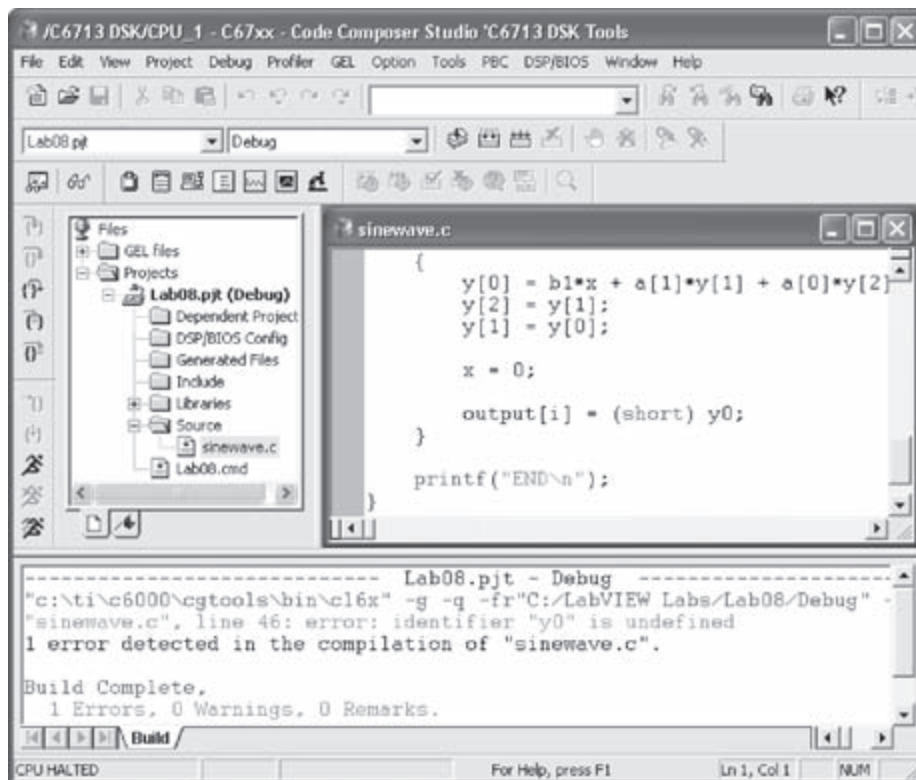 /C6713 DSK/CPU_1 - C67xx - Code Composer Studio 'C6713 DSK Tools
File Edit View Project Debug Profiler GEL Option Tools PBC DSP/BIOS Window Help
Lab08.pjt Debug
Files
GEL files
Projects
Lab08.pjt (Debug)
Dependent Project
DSP/BIOS Config
Generated Files
Include
Libraries
Source
sinewave.c
Lab08.cmd
sinewave.c
{
y[0] = b1*x + a[1]*y[1] + a[0]*y[2]
y[2] = y[1];
y[1] = y[0];
x = 0;
output[i] = (short) y0;
}
printf("END\n");
}
----------------------------- Lab08.pjt - Debug --------------------
"c:\ti\c6000\cgtools\bin\cl6x" -g -q -fr"C:/LabVIEW Labs/Lab08/Debug" -
"sinewave.c", line 46: error: identifier "y0" is undefined
1 error detected in the compilation of "sinewave.c".
Build Complete,
1 Errors, 0 Warnings, 0 Remarks.
Build
CPU HALTED For Help, press F1 Ln 1, Col 1 NUM